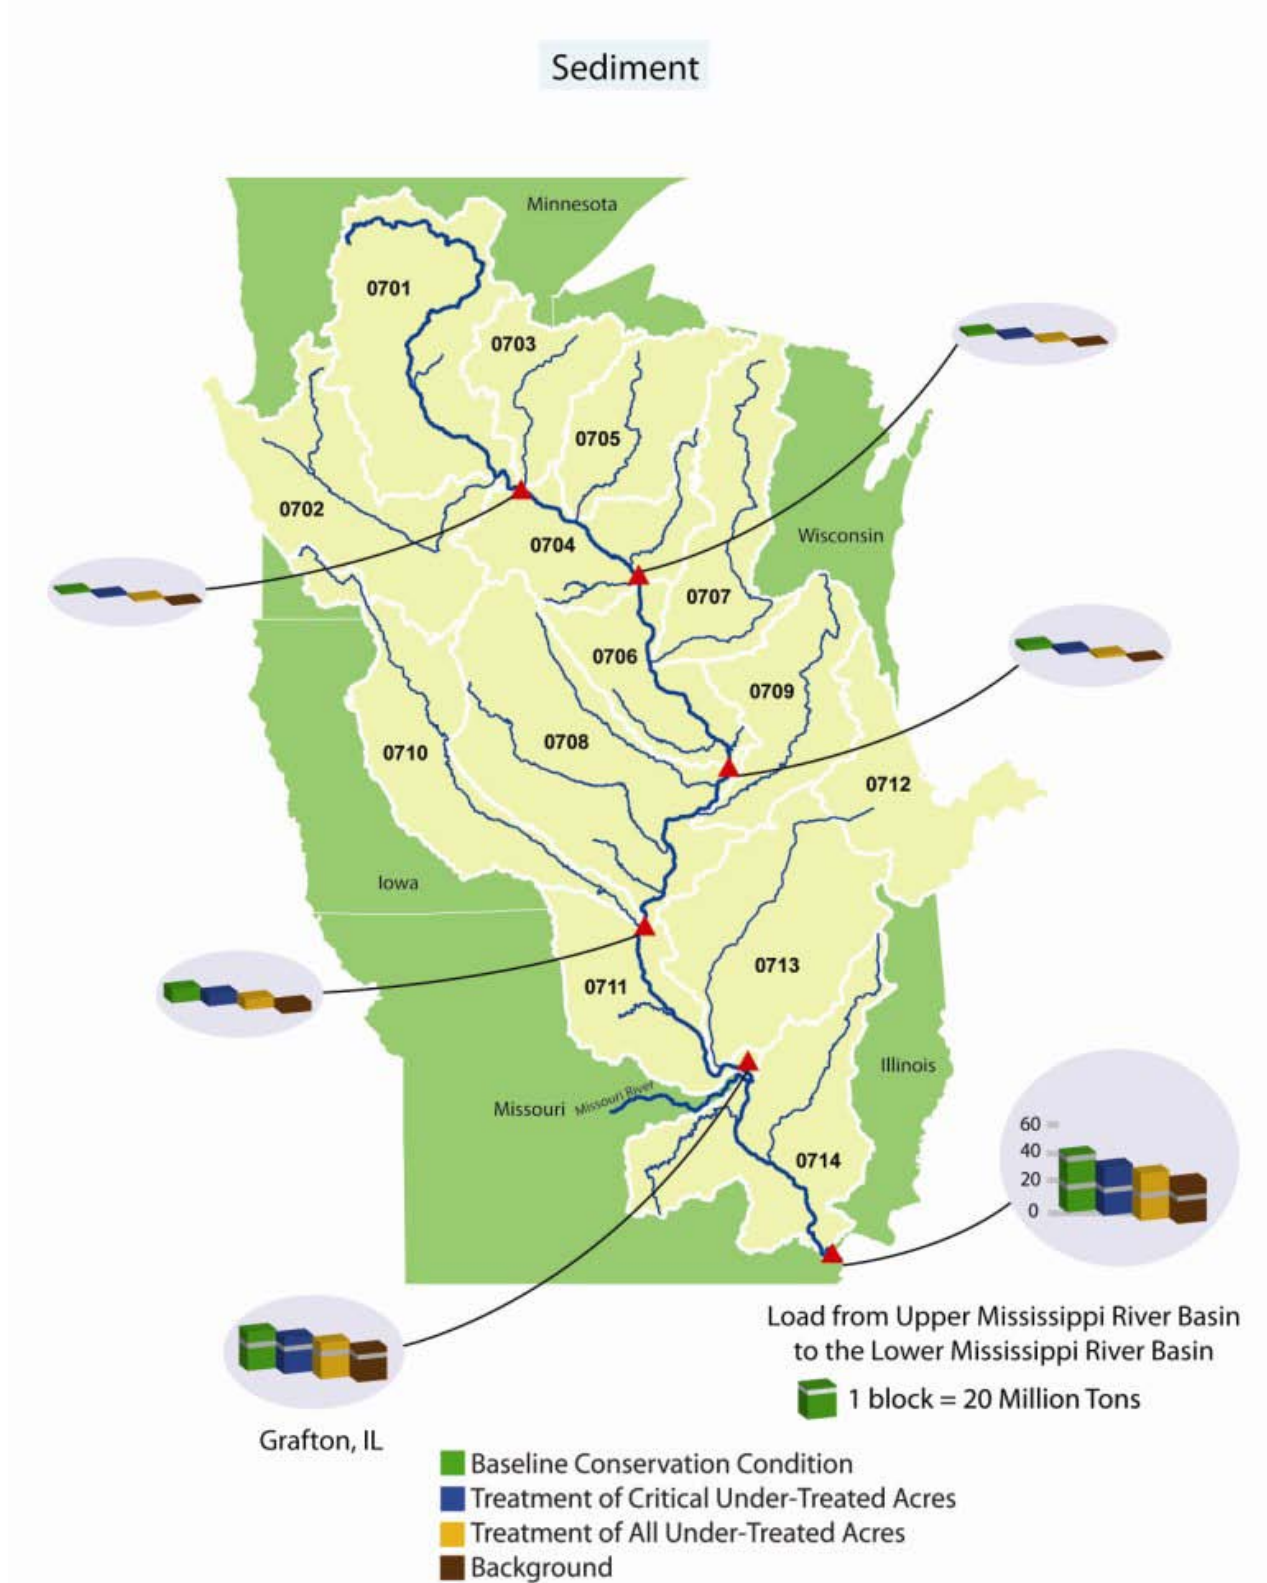 Sediment
Minnesota
0701
0703
0705
0702
0704
Wisconsin
0707
0706
0709
0708
0710
0712
Iowa
0713
0711
Illinois
Missouri
Missouri River
60
40
20
0
0714
Load from Upper Mississippi River Basin
to the Lower Mississippi River Basin
1 block = 20 Million Tons
Grafton, IL
Baseline Conservation Condition
Treatment of Critical Under-Treated Acres
Treatment of All Under-Treated Acres
Background